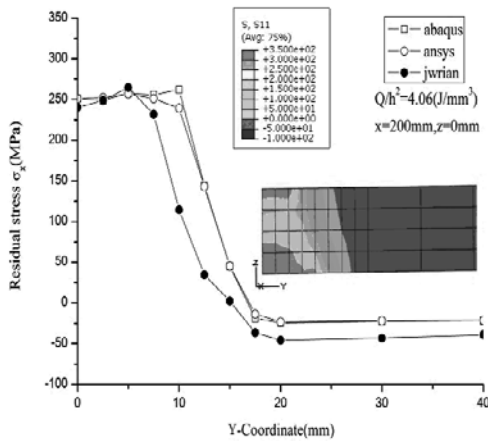 350
300
250
200
150
100
50
0
-50
-100
Residual stress σx(MPa)
S, S11
(Avg: 75%)
+3.500e+02
+3.000e+02
+2.500e+02
+2.000e+02
+1.500e+02
+1.000e+02
+5.000e+01
+0.000e+00
-5.000e+01
-1.000e+02
abaqus
ansys
jwrian
Q/h²=4.06(J/mm³)
x=200mm,z=0mm
Z
X
Y
0 10 20 30 40
Y-Coordinate(mm)